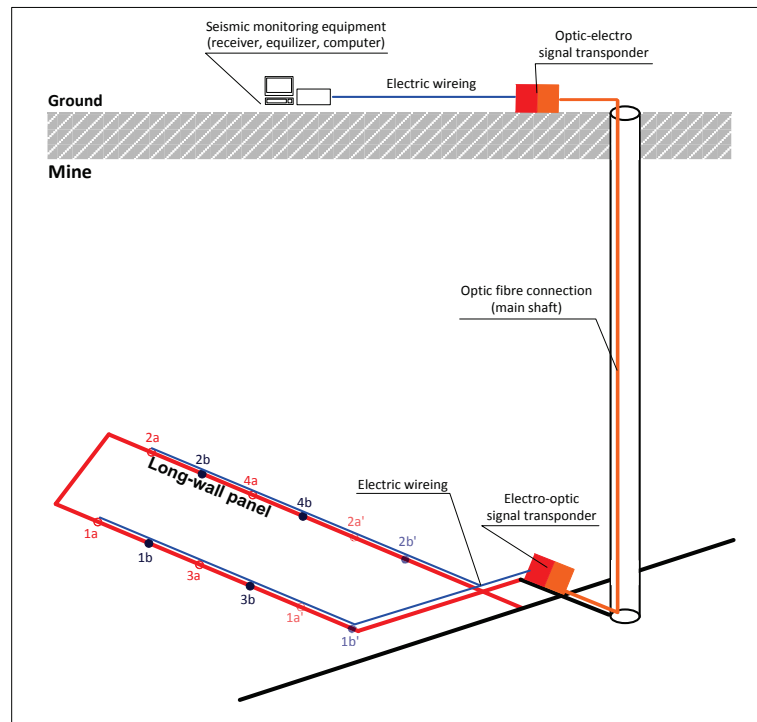 Seismic monitoring equipment
(receiver, equilizer, computer)
Optic-electro
signal transponder
Electric wireing
Ground
Mine
Optic fibre connection
(main shaft)
2a
2b
Long-wall panel
4a
4b
2a'
2b'
Electric wireing
Electro-optic
signal transponder
1a
1b
3a
3b
1a'
1b'